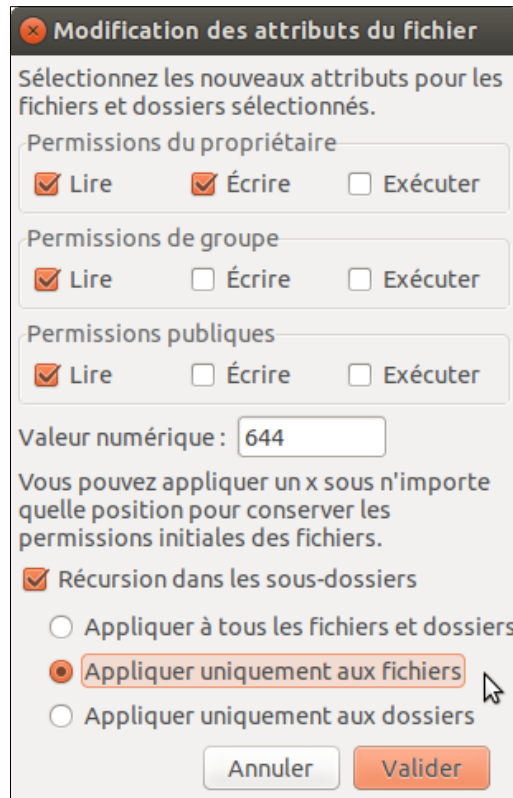 Modification des attributs du fichier
Sélectionnez les nouveaux attributs pour les
fichiers et dossiers sélectionnés.
Permissions du propriétaire
Lire Écrire Exécuter
Permissions de groupe
Lire Écrire Exécuter
Permissions publiques
Lire Écrire Exécuter
Valeur numérique : 644
Vous pouvez appliquer un x sous n'importe
quelle position pour conserver les
permissions initiales des fichiers.
Récursion dans les sous-dossiers
Appliquer à tous les fichiers et dossiers
Appliquer uniquement aux fichiers
Appliquer uniquement aux dossiers
Annuler Valider